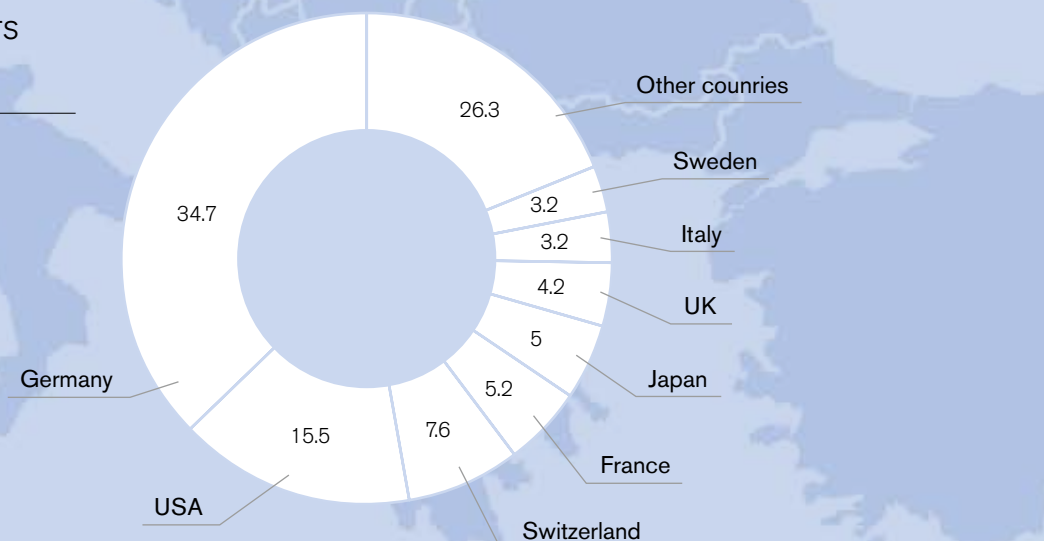 TS
Other counries
26.3
Sweden
3.2
34.7
Italy
3.2
UK
4.2
5
Japan
Germany
5.2
7.6
15.5
France
USA
Switzerland